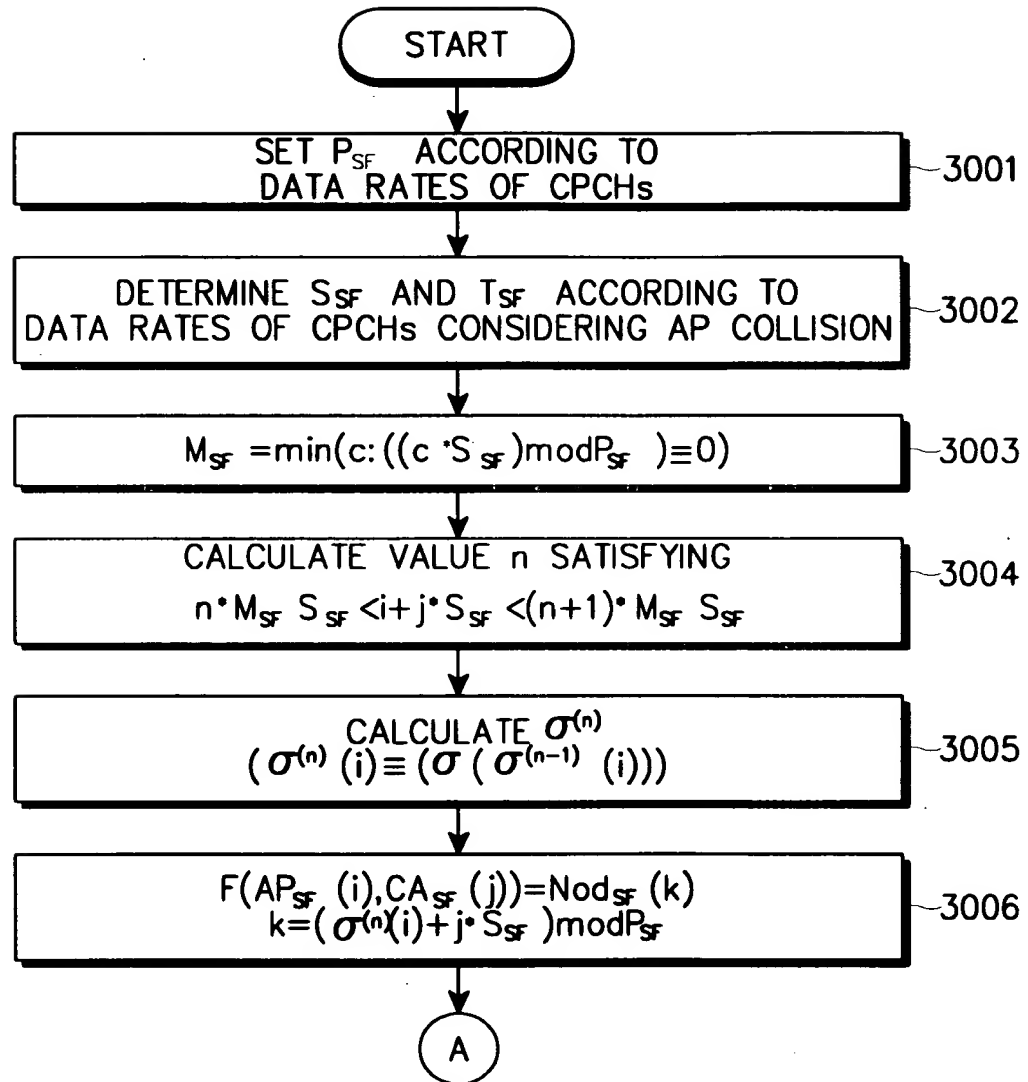 START
SET P_SF ACCORDING TO
DATA RATES OF CPCHs
3001
DETERMINE S_SF AND T_SF ACCORDING TO
DATA RATES OF CPCHs CONSIDERING AP COLLISION
3002
M_SF =min(c:((c *S_SF)modP_SF )≡0)
3003
CALCULATE VALUE n SATISFYING
n* M_SF S_SF <i+j* S_SF <(n+1)* M_SF S_SF
3004
CALCULATE σ^(n)
(σ^(n) (i)≡(σ(σ^(n-1) (i)))
3005
F(AP_SF (i),CA_SF (j))=Nod_SF (k)
k=(σ^(n)(i)+j* S_SF )modP_SF
3006
A